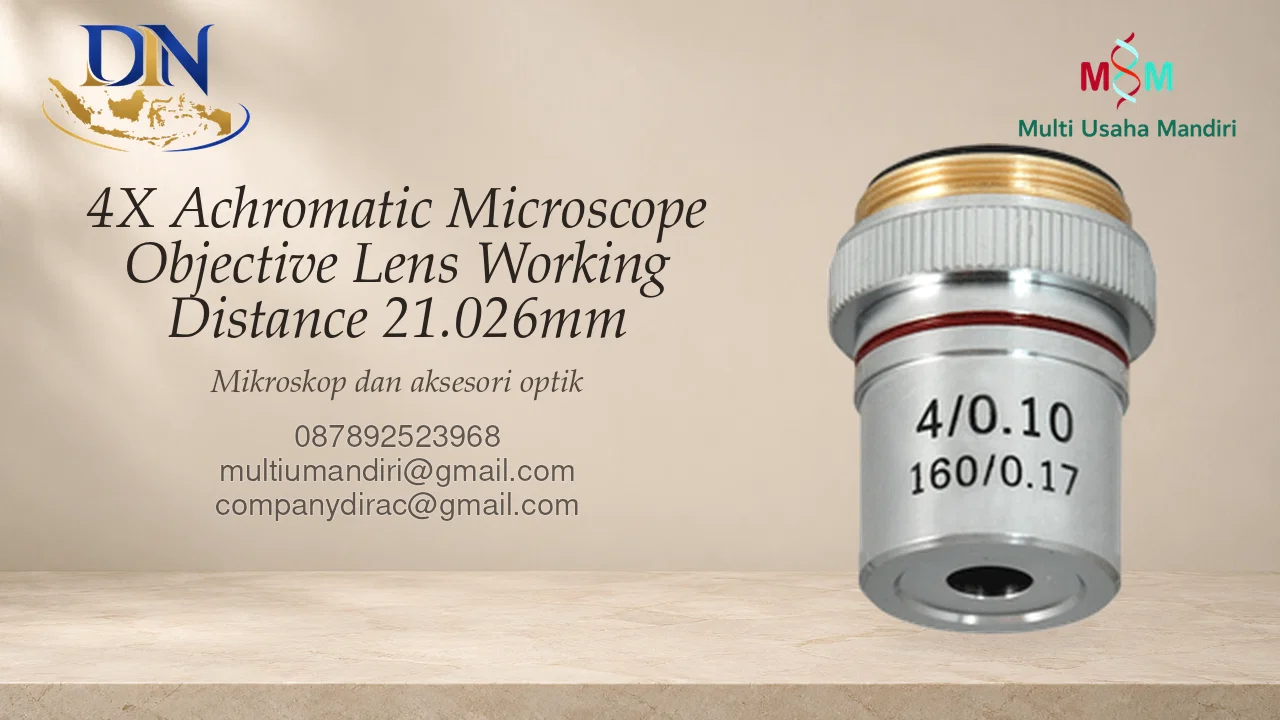 DN
M M
Multi Usaha Mandiri
4X Achromatic Microscope
Objective Lens Working
Distance 21.026mm
Mikroskop dan aksesori optik
087892523968
multiumandiri@gmail.com
companydirac@gmail.com
4/0.10
160/0.17